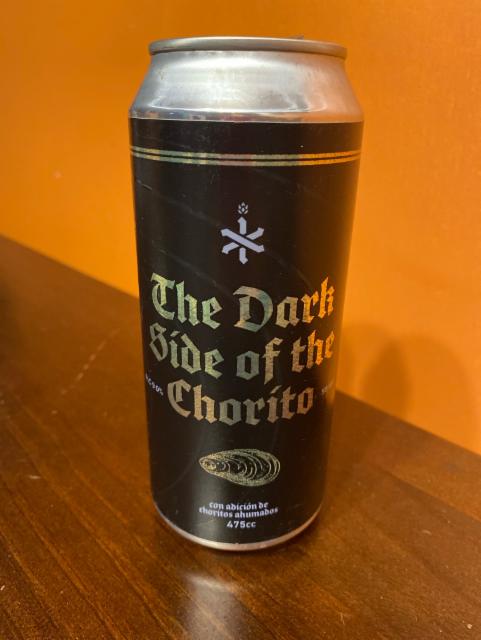 The Dark
Side of the
Chorito
con adición de
choritos ahumados
475cc